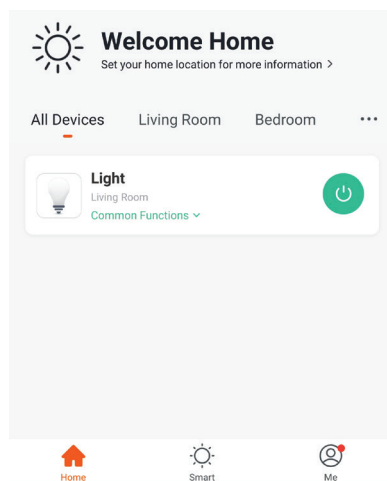 Welcome Home
Set your home location for more information >
All Devices Living Room Bedroom ...
Light
Living Room
Common Functions
Home Smart Me